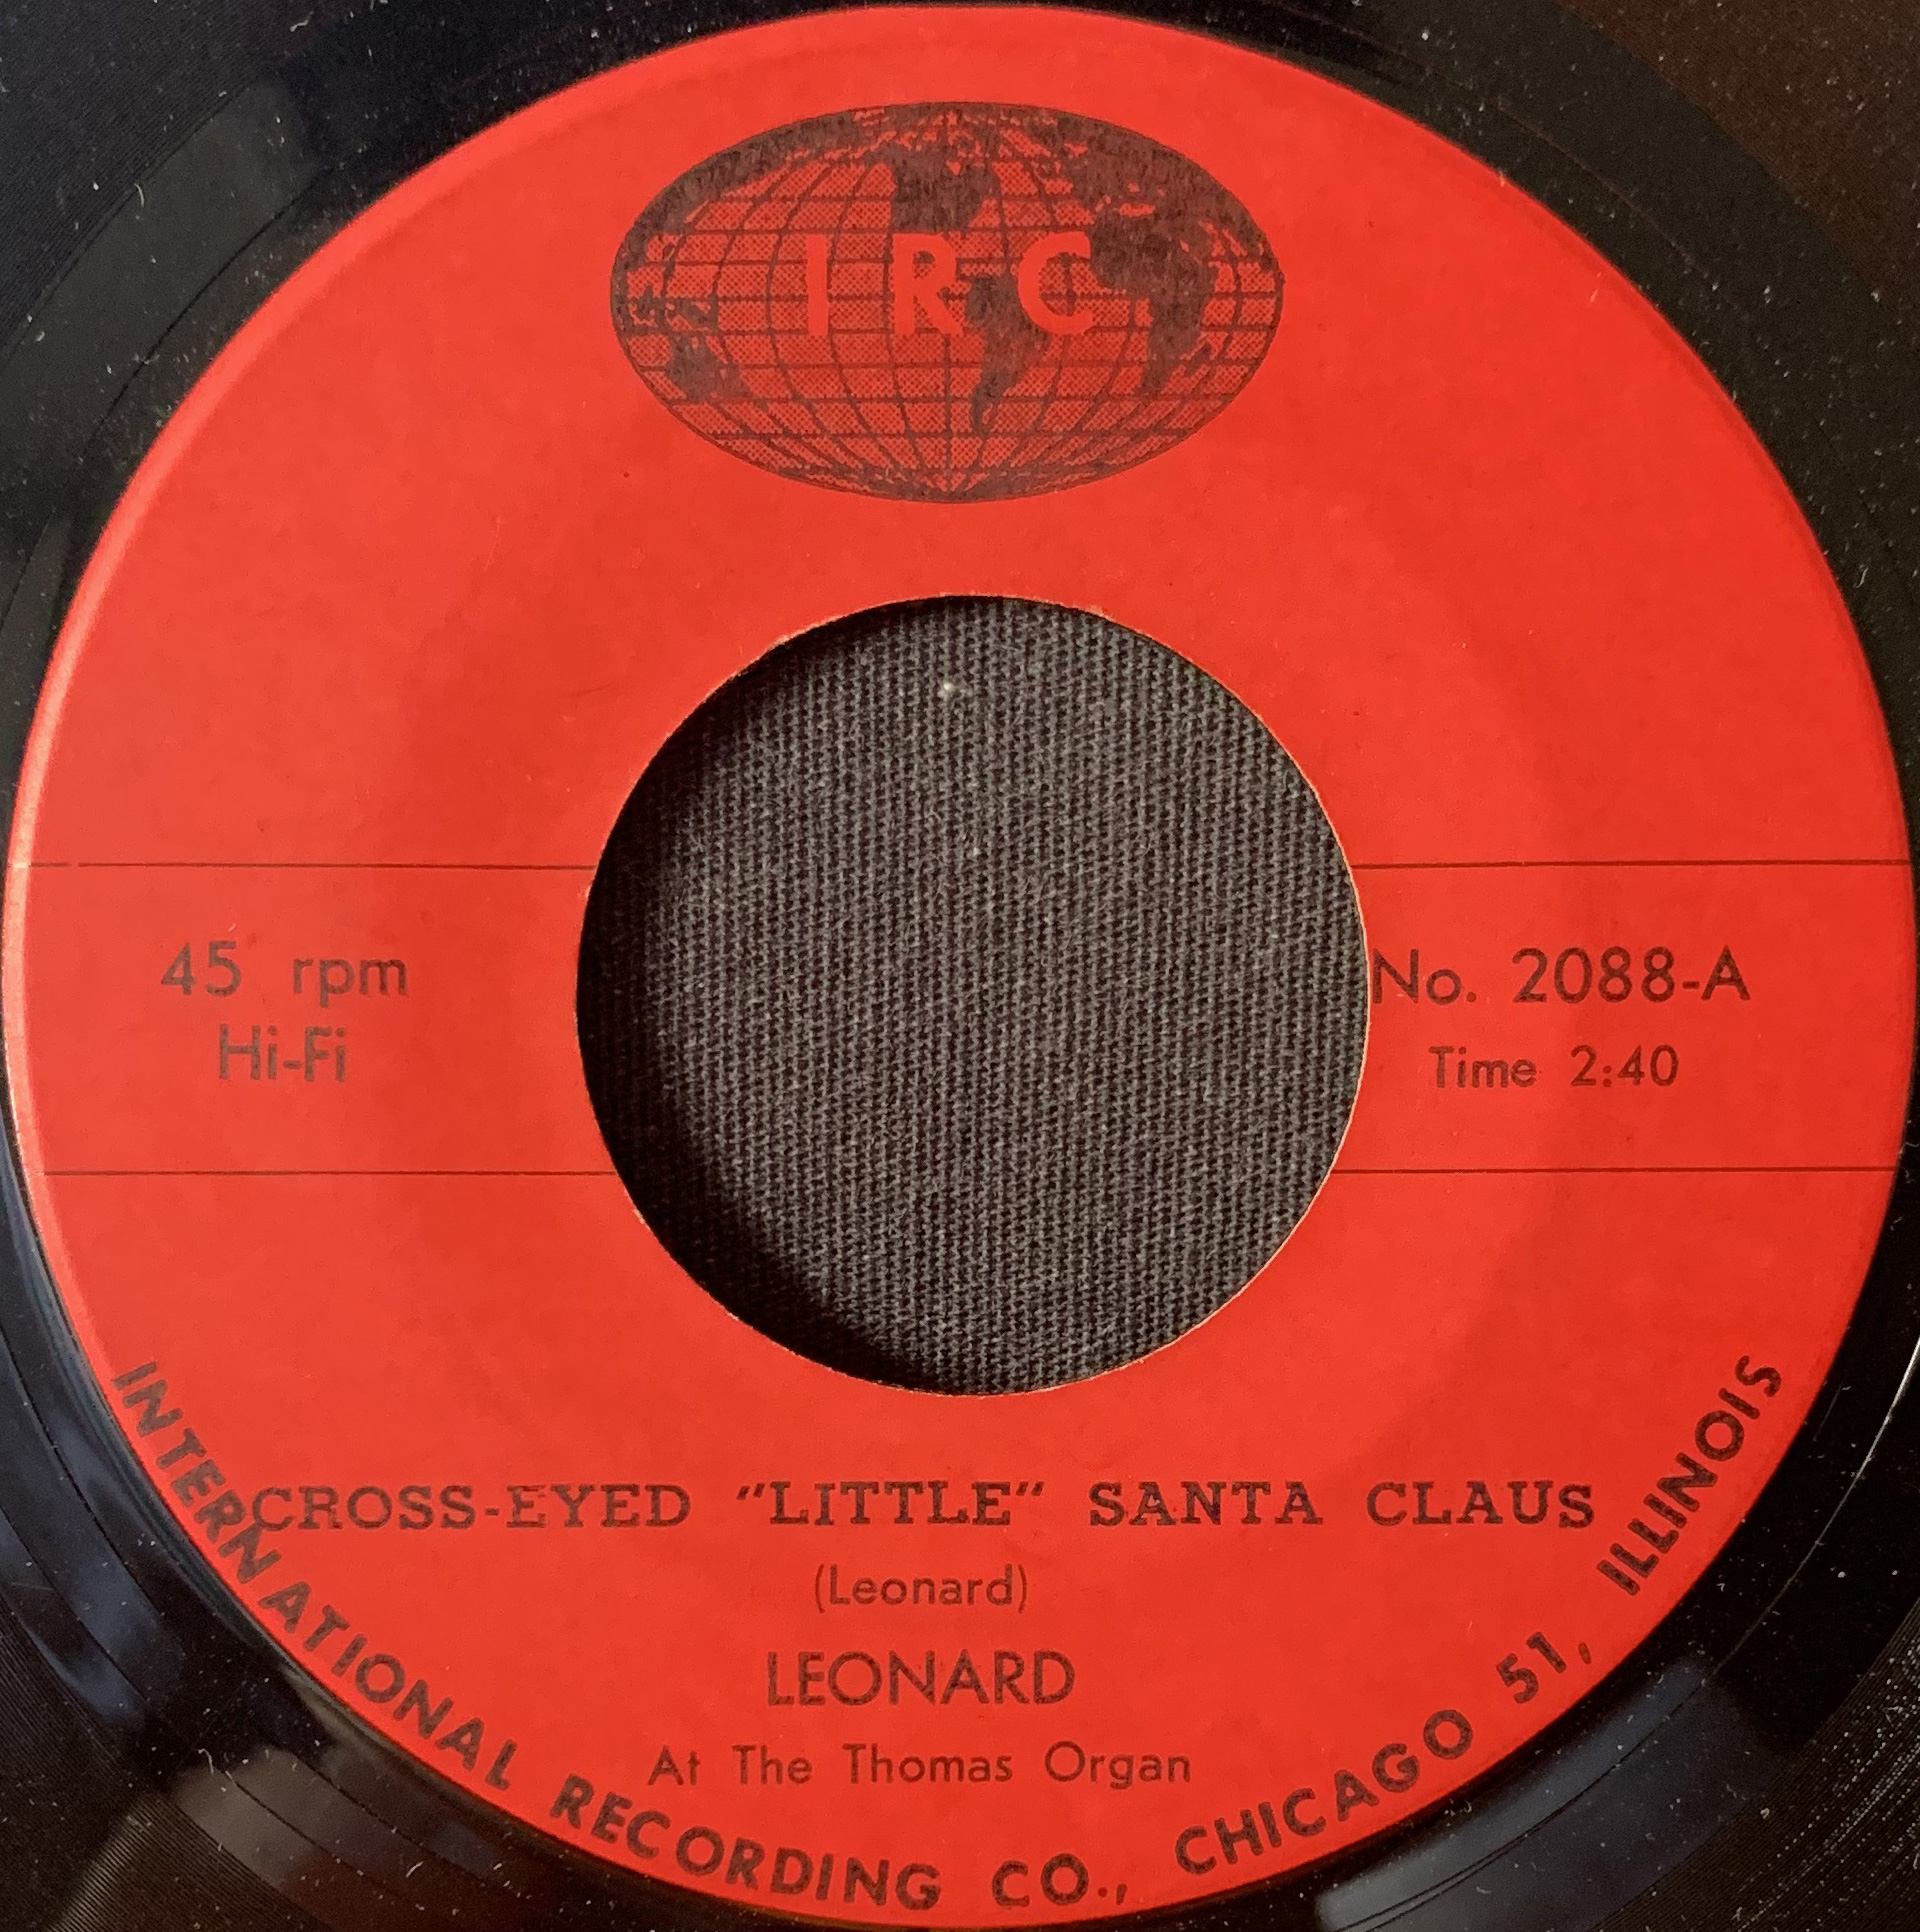 I R C
45 rpm
Hi-Fi
No. 2088-A
Time 2:40
CROSS-EYED "LITTLE" SANTA CLAUS
(Leonard)
LEONARD
At The Thomas Organ
INTERNATIONAL RECORDING CO., CHICAGO 51, ILLINOIS